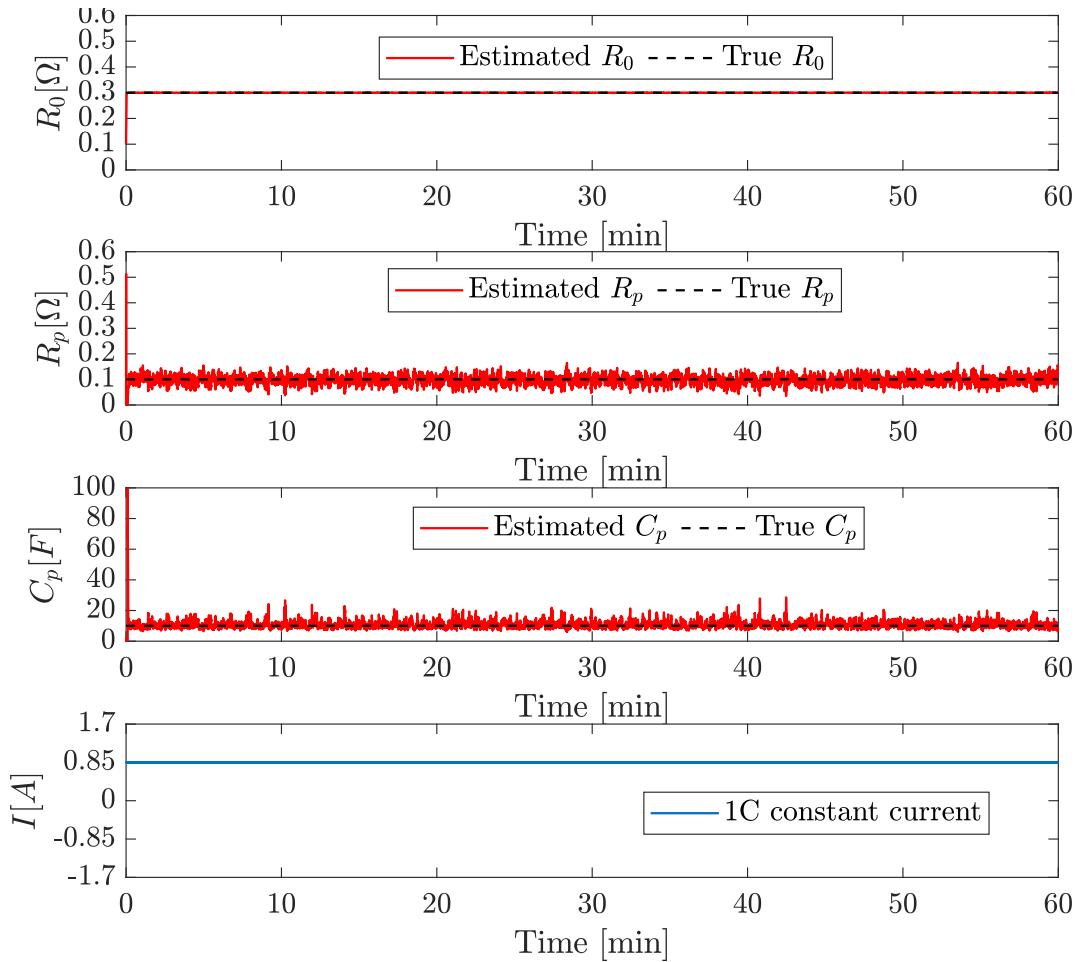 0.6
0.5
0.4
0.3
0.2
0.1
0
R₀[Ω]
Estimated R₀ True R₀
0 10 20 30 40 50 60
Time [min]
0.6
0.5
0.4
0.3
0.2
0.1
0
Rₚ[Ω]
Estimated Rₚ True Rₚ
0 10 20 30 40 50 60
Time [min]
100
80
60
40
20
0
Cₚ[F]
Estimated Cₚ True Cₚ
0 10 20 30 40 50 60
Time [min]
1.7
0.85
0
-0.85
-1.7
I[A]
1C constant current
0 10 20 30 40 50 60
Time [min]